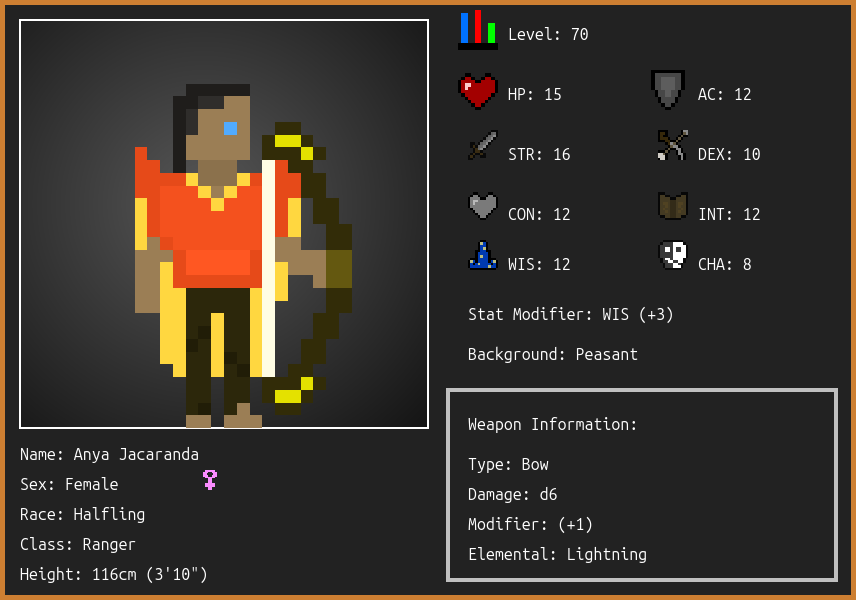 Level: 70
HP: 15
AC: 12
STR: 16
DEX: 10
CON: 12
INT: 12
WIS: 12
CHA: 8
Stat Modifier: WIS (+3)
Background: Peasant
Weapon Information:
Type: Bow
Damage: d6
Modifier: (+1)
Elemental: Lightning
Name: Anya Jacaranda
Sex: Female
Race: Halfling
Class: Ranger
Height: 116cm (3'10")